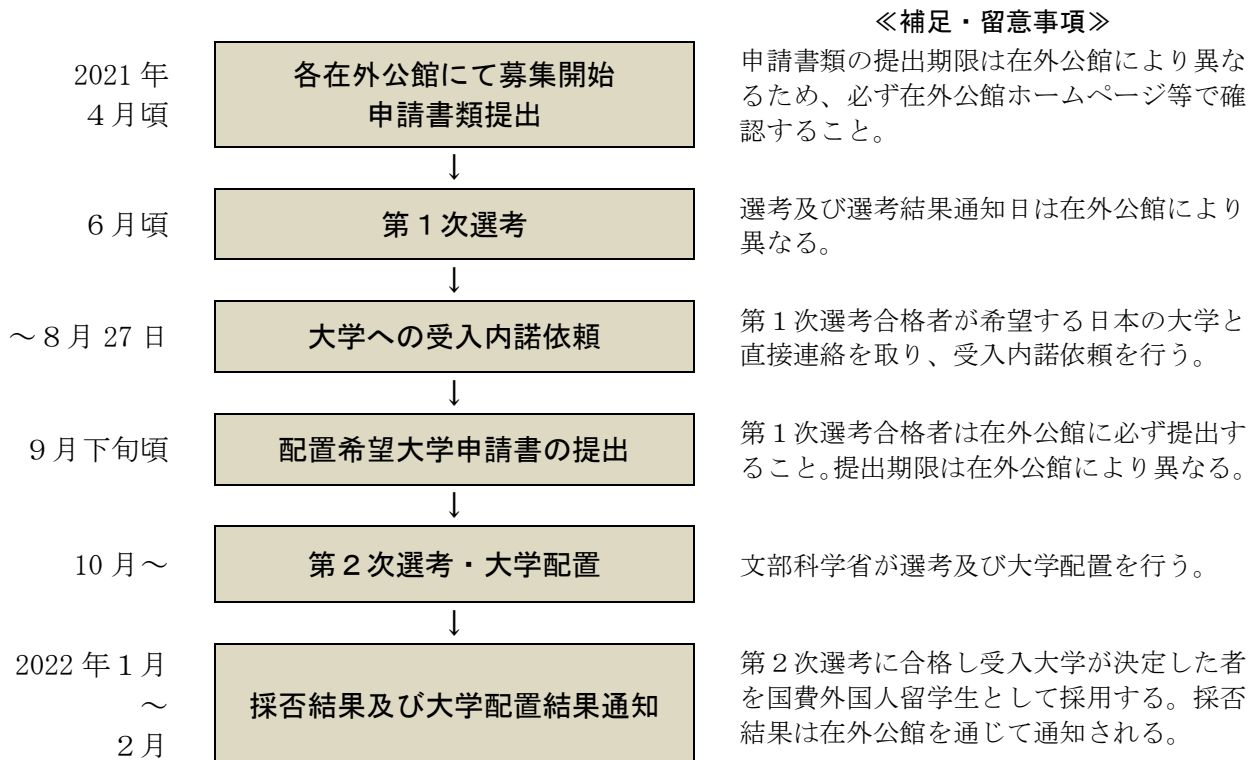 ≪補足・留意事項≫
2021 年
４月頃
各在外公館にて募集開始
申請書類提出
申請書類の提出期限は在外公館により異な
るため、必ず在外公館ホームページ等で確
認すること。
↓
６月頃
第１次選考
選考及び選考結果通知日は在外公館により
異なる。
↓
～８月 27 日
大学への受入内諾依頼
第１次選考合格者が希望する日本の大学と
直接連絡を取り、受入内諾依頼を行う。
↓
９月下旬頃
配置希望大学申請書の提出
第１次選考合格者は在外公館に必ず提出す
ること。提出期限は在外公館により異なる。
↓
10 月～
第２次選考・大学配置
文部科学省が選考及び大学配置を行う。
↓
2022 年１月
～
２月
採否結果及び大学配置結果通知
第２次選考に合格し受入大学が決定した者
を国費外国人留学生として採用する。採否
結果は在外公館を通じて通知される。